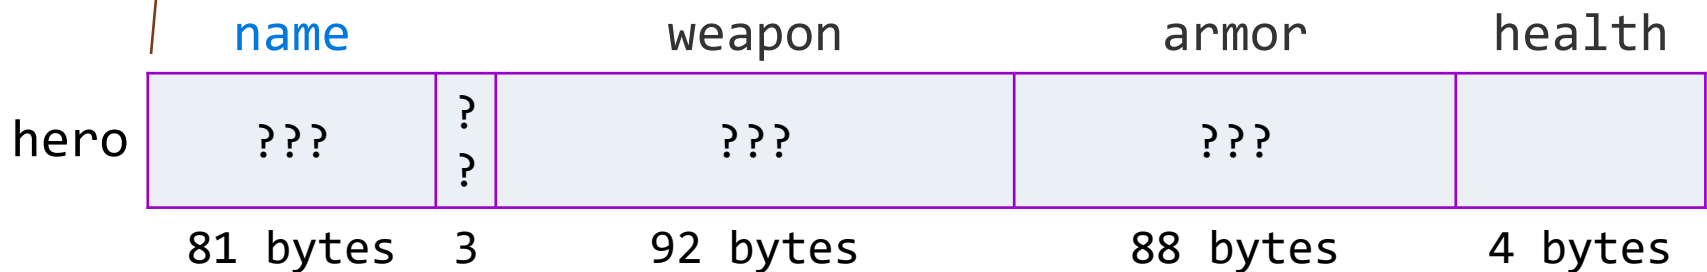 name weapon armor health
hero ??? ? ??? ???
?
81 bytes 3 92 bytes 88 bytes 4 bytes